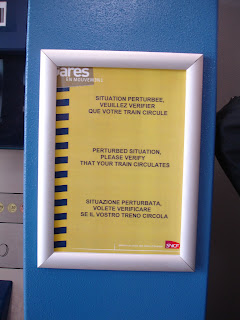 ares
EN MOUVEMENT
SITUATION PERTURBEE,
VEUILLEZ VERIFIER
QUE VOTRE TRAIN CIRCULE
PERTURBED SITUATION,
PLEASE VERIFY
THAT YOUR TRAIN CIRCULATES
SITUAZIONE PERTURBATA,
VOLETE VERIFICARE
SE IL VOSTRO TRENO CIRCOLA
SNCF